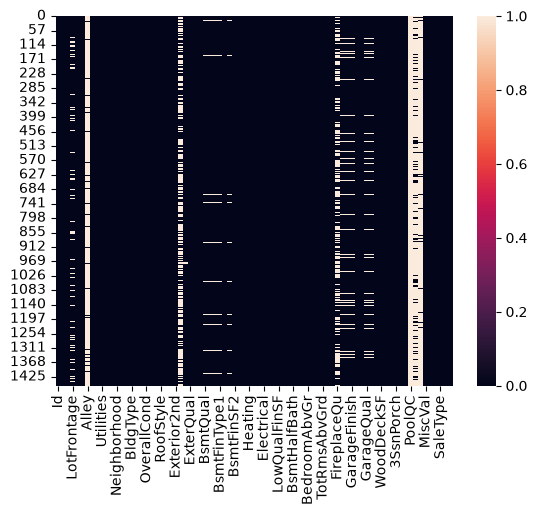 0
57
114
171
228
285
342
399
456
513
570
627
684
741
798
855
912
969
1026
1083
1140
1197
1254
1311
1368
1425
Id
LotFrontage
Alley
Utilities
Neighborhood
BldgType
OverallCond
RoofStyle
Exterior2nd
ExterQual
BsmtQual
BsmtFinType1
BsmtFinSF2
Heating
Electrical
LowQualFinSF
BsmtHalfBath
BedroomAbvGr
TotRmsAbvGrd
FireplaceQu
GarageFinish
GarageQual
WoodDeckSF
3SsnPorch
PoolQC
MiscVal
SaleType
1.0
0.8
0.6
0.4
0.2
0.0